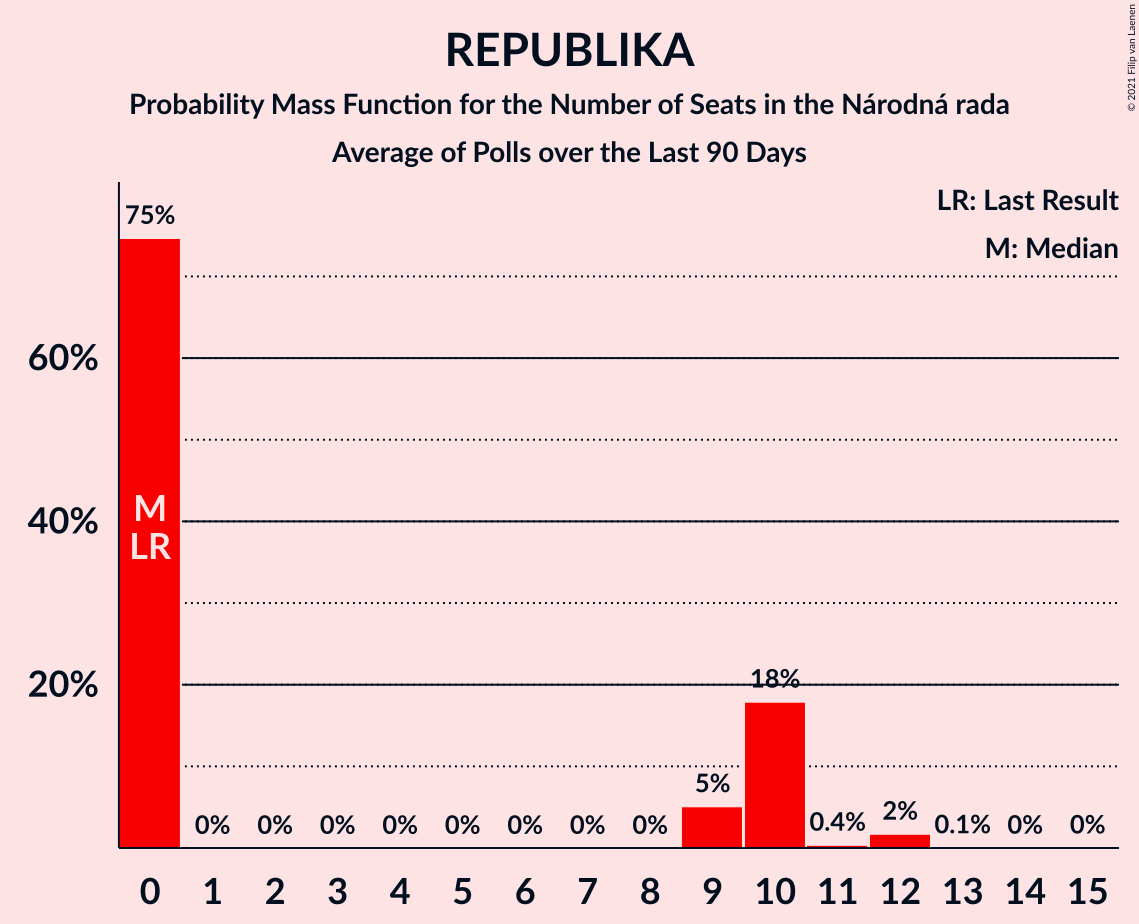 REPUBLIKA
Probability Mass Function for the Number of Seats in the Národná rada
Average of Polls over the Last 90 Days
© 2021 Filip van Laenen
LR: Last Result
M: Median
75%
60%
40%
20%
M
LR
0% 0% 0% 0% 0% 0% 0% 0% 5% 18% 0.4% 2% 0.1% 0% 0%
0 1 2 3 4 5 6 7 8 9 10 11 12 13 14 15